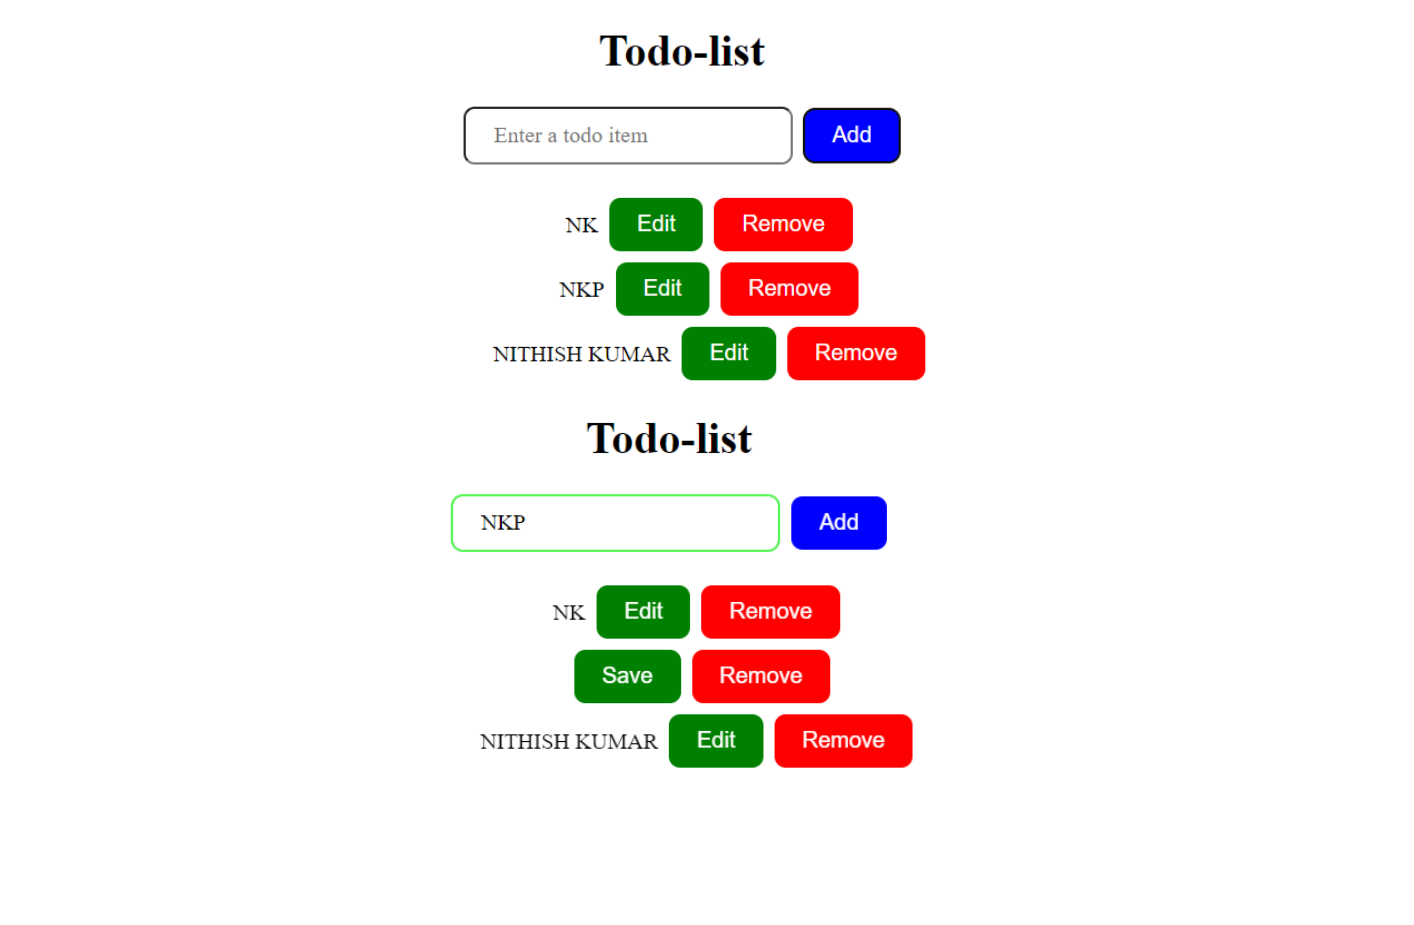 Todo-list
Enter a todo item Add
NK Edit Remove
NKP Edit Remove
NITHISH KUMAR Edit Remove
Todo-list
NKP Add
NK Edit Remove
Save Remove
NITHISH KUMAR Edit Remove